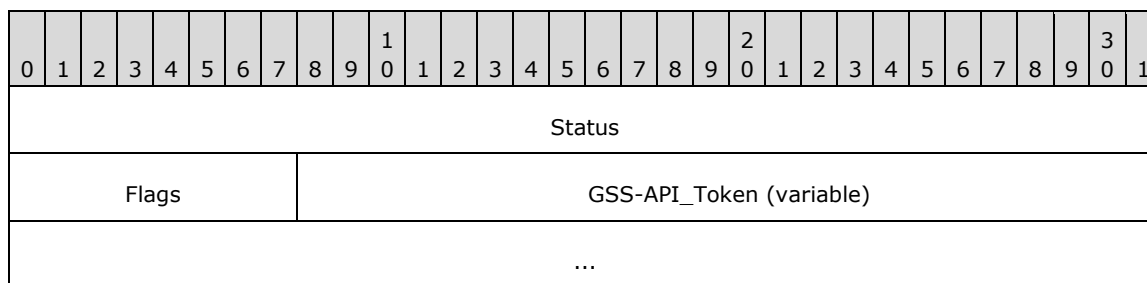 1 2 3
0 1 2 3 4 5 6 7 8 9 0 1 2 3 4 5 6 7 8 9 0 1 2 3 4 5 6 7 8 9 0 1
Status
Flags GSS-API_Token (variable)
...